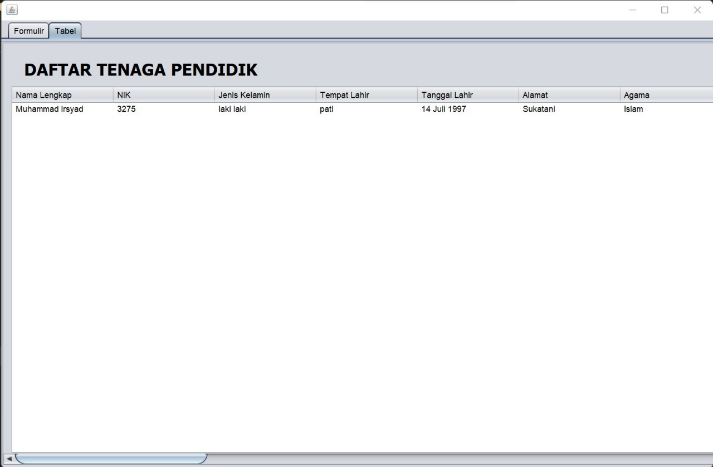 Formulir Tabel
DAFTAR TENAGA PENDIDIK
Nama Lengkap NIK Jenis Kelamin Tempat Lahir Tanggal Lahir Alamat Agama
Muhammad Irsyad 3275 laki laki pati 14 Juli 1997 Sukatani Islam